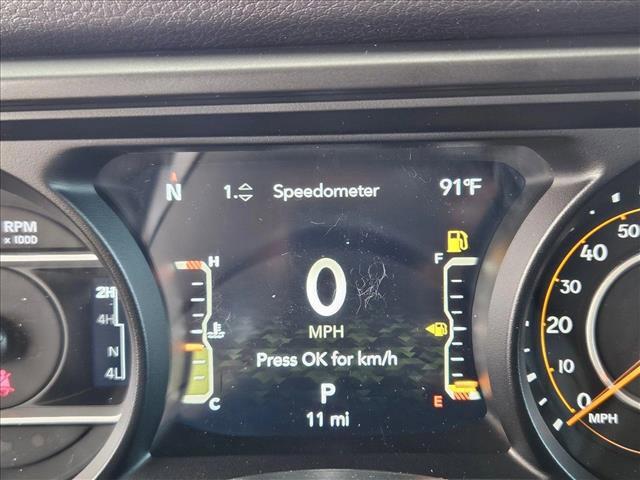 N
1. Speedometer
91°F
RPM
x 1000
H
F
0
MPH
Press OK for km/h
P
11 mi
C
E
2H
4H
N
4L
50
40
30
20
10
0
MPH